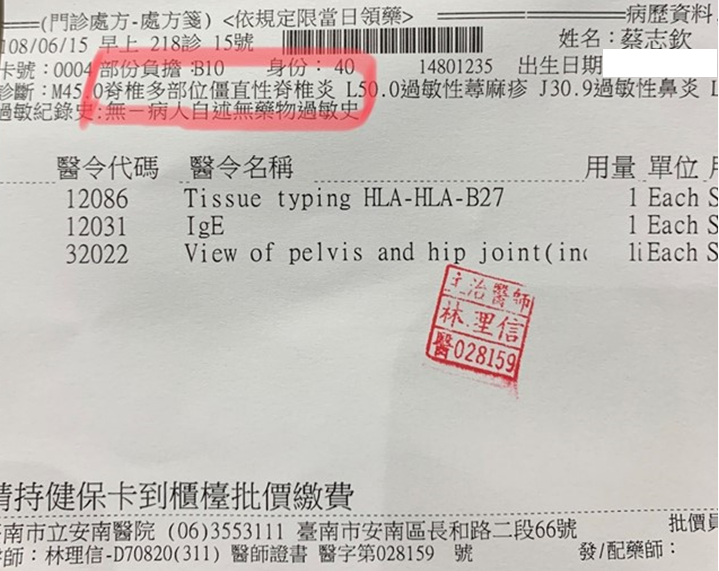 (門診處方-處方箋) <依規定限當日領藥> 病歷資料
108/06/15 早上 218診 15號 姓名:蔡志欽
卡號:0004 部份負擔:B10 身份: 40 14801235 出生日期
診斷:M45.0脊椎多部位僵直性脊椎炎 L50.0過敏性蕁麻疹 J30.9過敏性鼻炎 L
過敏紀錄史:無-病人自述無藥物過敏史
醫令代碼 醫令名稱 用量 單位
12086 Tissue typing HLA-HLA-B27 1 Each S
12031 IgE 1 Each S
32022 View of pelvis and hip joint(inc 1iEach S
主治醫師
林理信
醫028159
請持健保卡到櫃檯批價繳費
臺南市立安南醫院 (06)3553111 臺南市安南區長和路二段66號 批價員
醫師:林理信-D70820(311) 醫師證書 醫字第028159 號 發/配藥師: